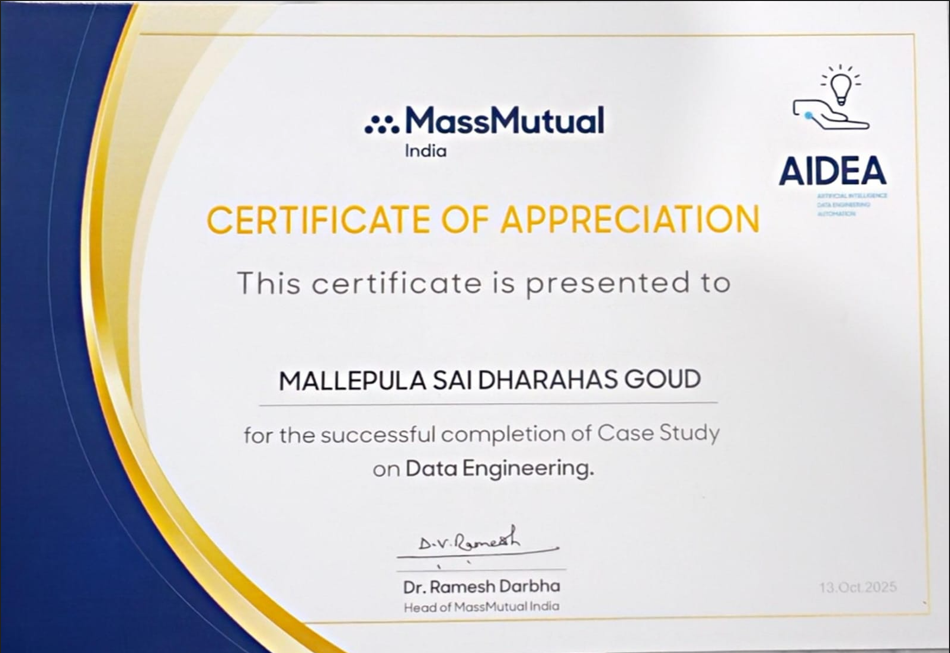 MassMutual
India
AIDEA
ARTIFICIAL INTELLIGENCE
DATA ENGINEERING
AUTOMATION
CERTIFICATE OF APPRECIATION
This certificate is presented to
MALLEPULA SAI DHARAHAS GOUD
for the successful completion of Case Study
on Data Engineering.
D.V.Ramesh
Dr. Ramesh Darbha
Head of MassMutual India
13.Oct.2025